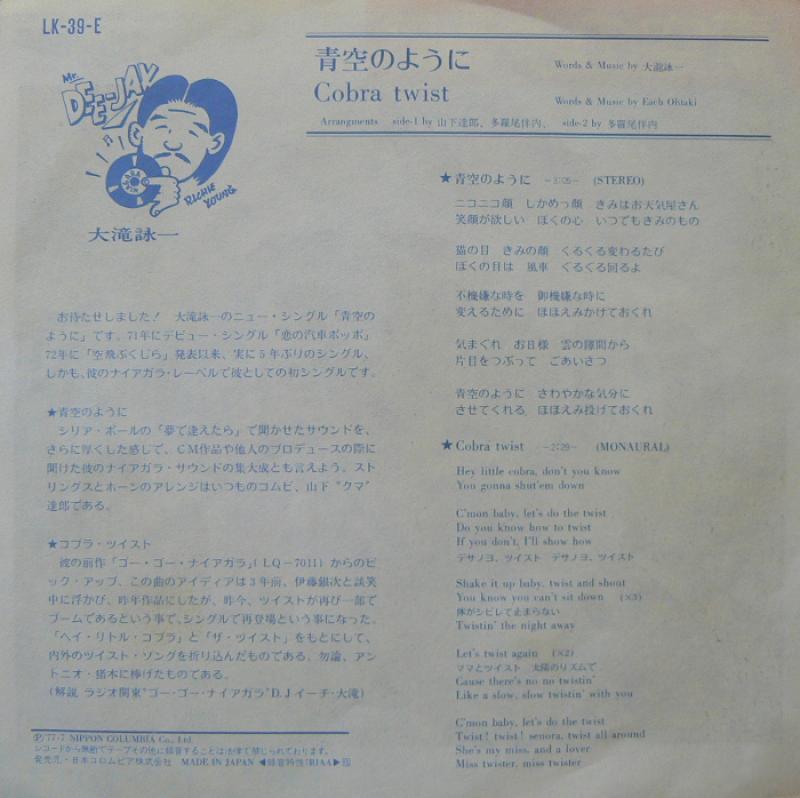 LK-39-E
Mr. DEE-JAY
RICHIE YOUNG
大滝詠一
青空のように
Words & Music by 大瀧詠一
Cobra twist
Words & Music by Each Ohtaki
Arrangments side-1 by 山下達郎、多羅尾伴内、 side-2 by 多羅尾伴内
お待たせしました! 大滝詠一のニュー・シングル「青空の
ように」です。71年にデビュー・シングル「恋の汽車ポッポ」
72年に「空飛ぶくじら」発表以来、実に5年ぶりのシングル、
しかも、彼のナイアガラ・レーベルで彼としての初シングルです。
★青空のように
シリア・ポールの「夢で逢えたら」で聞かせたサウンドを、
さらに厚くした感じで、CM作品や他人のプロデュースの際に
聞けた彼のナイアガラ・サウンドの集大成とも言えよう。スト
リングスとホーンのアレンジはいつものコムビ、山下“クマ”
達郎である。
★コブラ・ツイスト
彼の前作「ゴー・ゴー・ナイアガラ」(LQ-7011)からのピ
ック・アップ、この曲のアイディアは3年前、伊藤銀次と談笑
中に浮かび、昨年作品にしたが、昨今、ツイストが再び一部で
ブームであるという事で、シングルで再登場という事になった。
「ヘイ・リトル・コブラ」と「ザ・ツイスト」をもとにして、
内外のツイスト・ソングを折り込んだものである。勿論、アン
トニオ・猪木に捧げたものである。
(解説 ラジオ関東“ゴー・ゴー・ナイアガラ”D.Jイーチ・大滝)
Ⓟ'77·7 NIPPON COLUMBIA Co., Ltd.
レコードから無断でテープその他に録音することは法律で禁じられております。
発売元・日本コロムビア株式会社 MADE IN JAPAN ◀録音特性(RIAA)▶
★青空のように -3:05- (STEREO)
ニコニコ顔 しかめっ顔 きみはお天気屋さん
笑顔が欲しい ぼくの心 いつでもきみのもの
猫の目 きみの顔 くるくる変わるたび
ぼくの目は 風車 くるくる回るよ
不機嫌な時を 御機嫌な時に
変えるために ほほえみかけておくれ
気まぐれ お日様 雲の隙間から
片目をつぶって ごあいさつ
青空のように さわやかな気分に
させてくれる ほほえみ投げておくれ
★Cobra twist -2:29- (MONAURAL)
Hey little cobra, don't you know
You gonna shut'em down
C'mon baby, let's do the twist
Do you know how to twist
If you don't, I'll show how
デサノヨ、ツイスト デサノヨ、ツイスト
Shake it up baby, twist and shout
You know you can't sit down (×3)
体がシビレて止まらない
Twistin' the night away
Let's twist again (×2)
ママとツイスト 太陽のリズムで
Cause there's no no twistin'
Like a slow, slow twistin' with you
C'mon baby, let's do the twist
Twist! twist! senora, twist all around
She's my miss, and a lover
Miss twister, miss twister